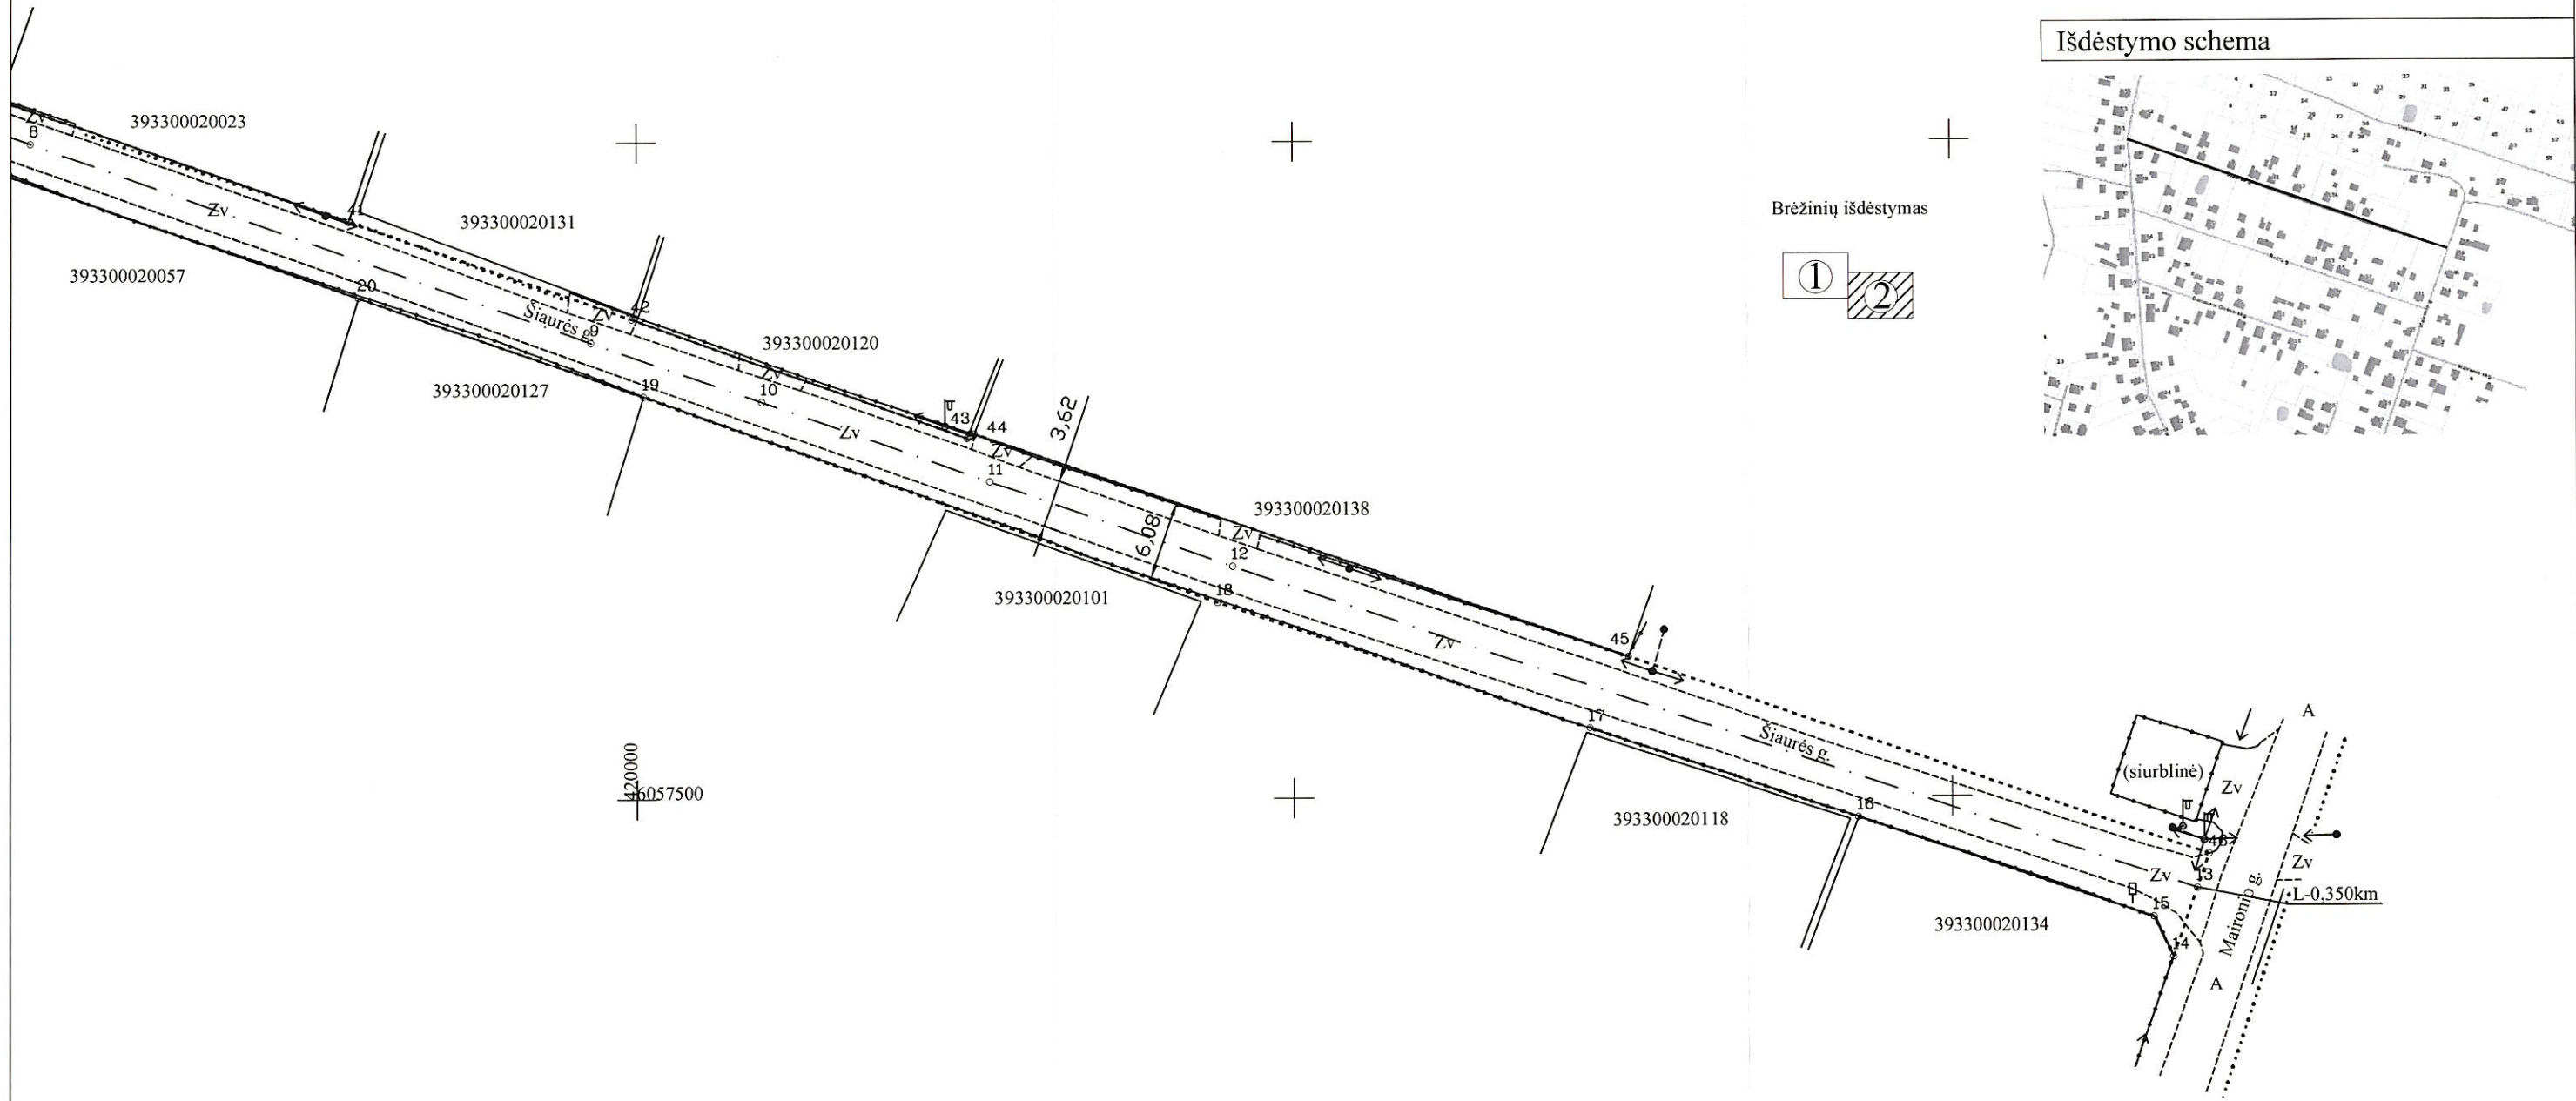 Išdėstymo schema
Brėžinių išdėstymas
1
2
393300020023
Zv
8
Zv
41
393300020131
393300020057
20
Šiaurės g.
Zv
9
42
393300020120
393300020127
19
Zv
10
Zv
43
44
Zv
11
3,62
6,08
393300020138
Zv
12
393300020101
18
Zv
45
17
Šiaurės g.
420000
6057500
393300020118
16
A
(siurblinė)
Zv
46
Zv
Zv
13
L-0,350km
15
393300020134
14
Maironio g.
A